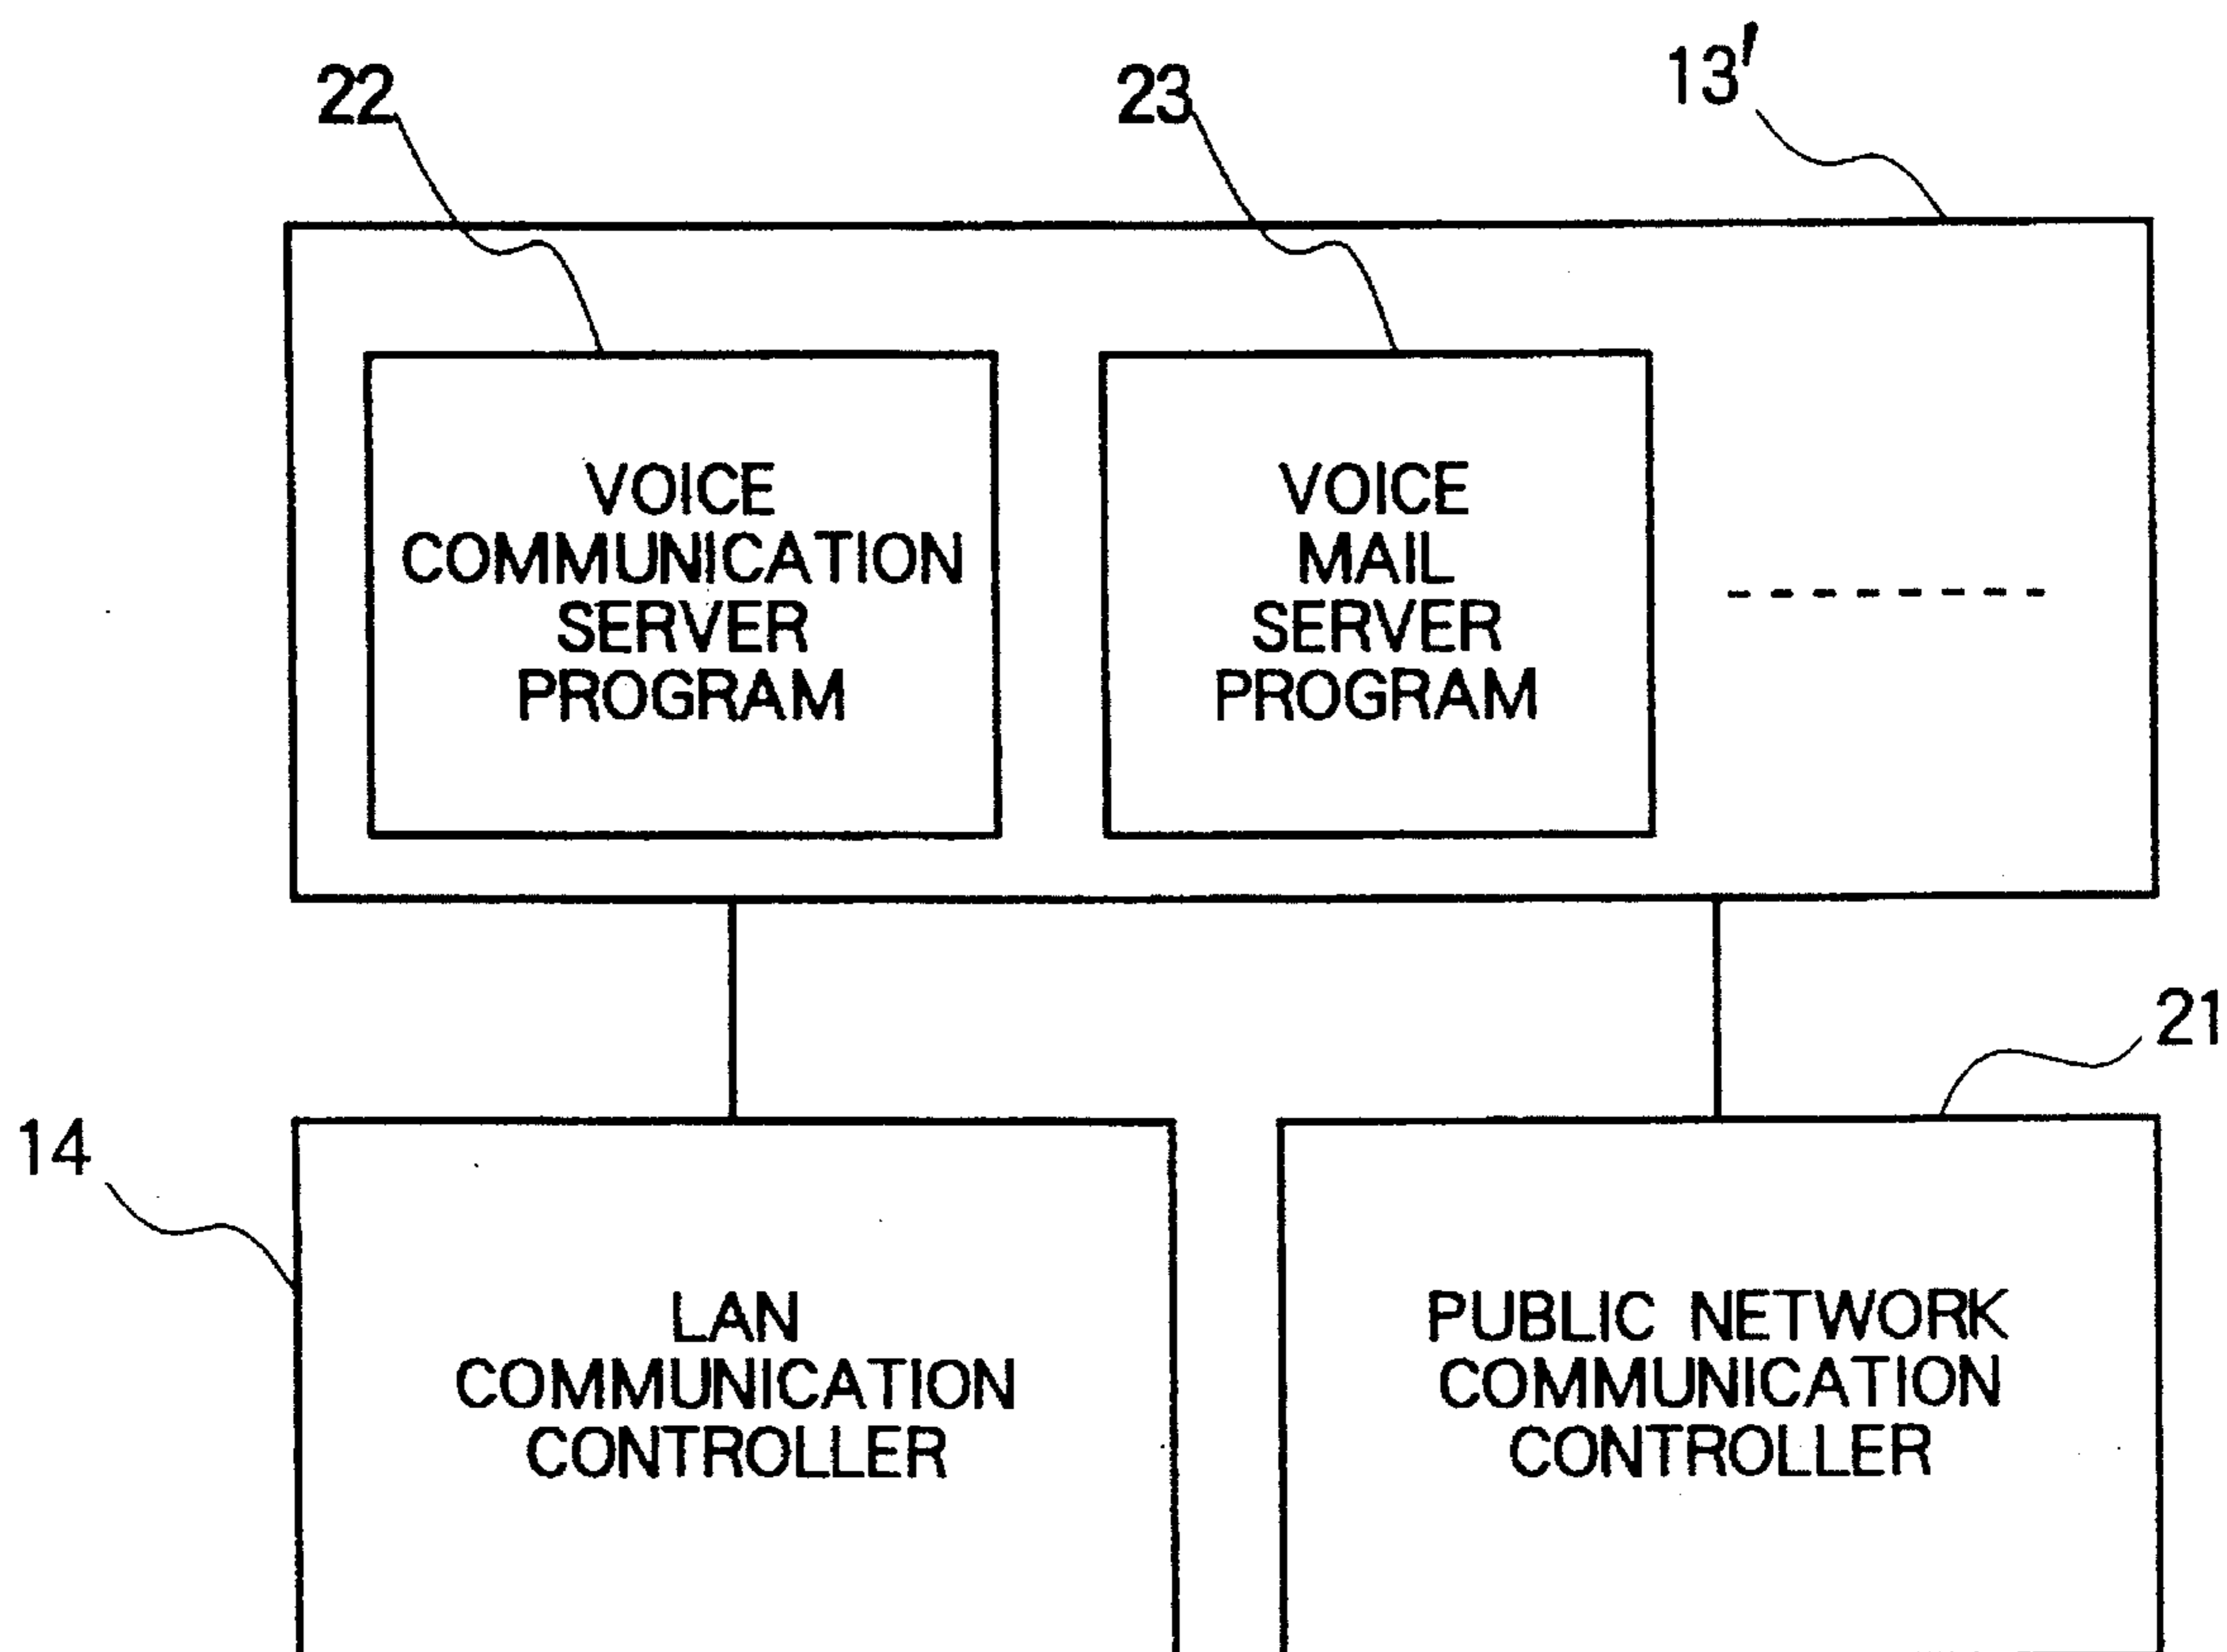 22
23
13'
VOICE
COMMUNICATION
SERVER
PROGRAM
VOICE
MAIL
SERVER
PROGRAM
21
14
LAN
COMMUNICATION
CONTROLLER
PUBLIC NETWORK
COMMUNICATION
CONTROLLER